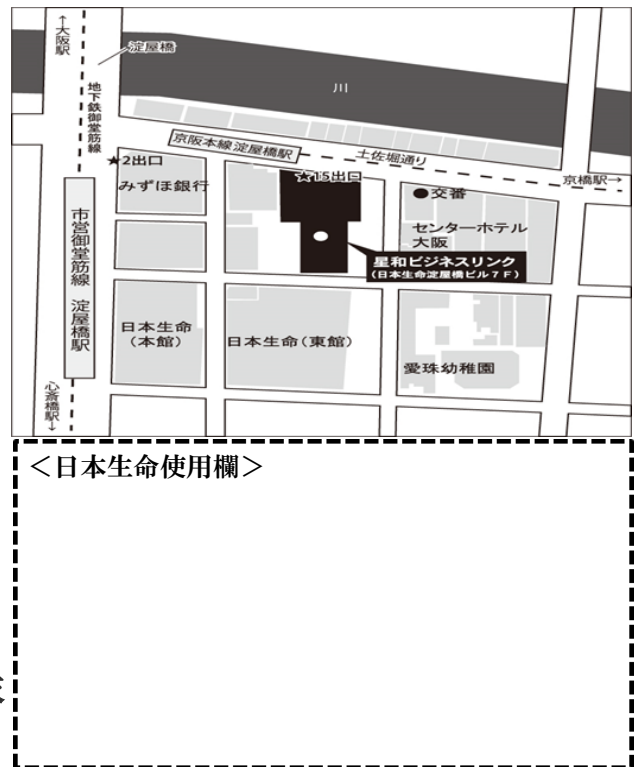 ←大阪駅
淀屋橋
地下鉄御堂筋線
川
京阪本線淀屋橋駅
土佐堀通り
京橋駅→
★2出口
☆15出口
みずほ銀行
●交番
センターホテル
大阪
市営御堂筋線 淀屋橋駅
星和ビジネスリンク
(日本生命淀屋橋ビル7F)
日本生命
(本館)
日本生命(東館)
愛珠幼稚園
心斎橋駅→
<日本生命使用欄>